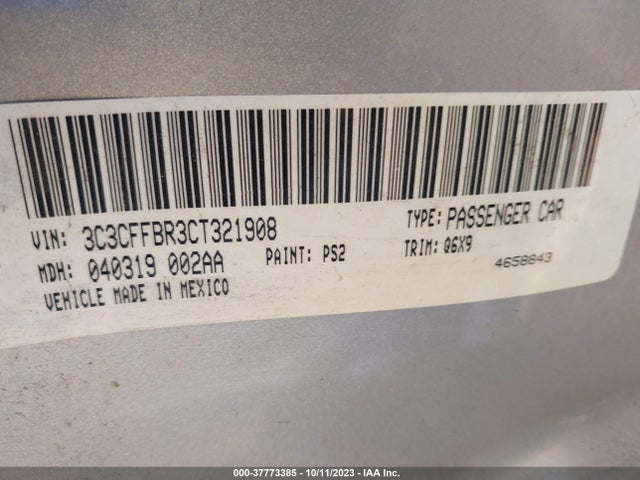 VIN: 3C3CFFBR3CT321908 TYPE: PASSENGER CAR
MDH: 040319 002AA PAINT: PS2 TRIM: Q6X9
VEHICLE MADE IN MEXICO 4658843
000-37773385 - 10/11/2023 - IAA Inc.